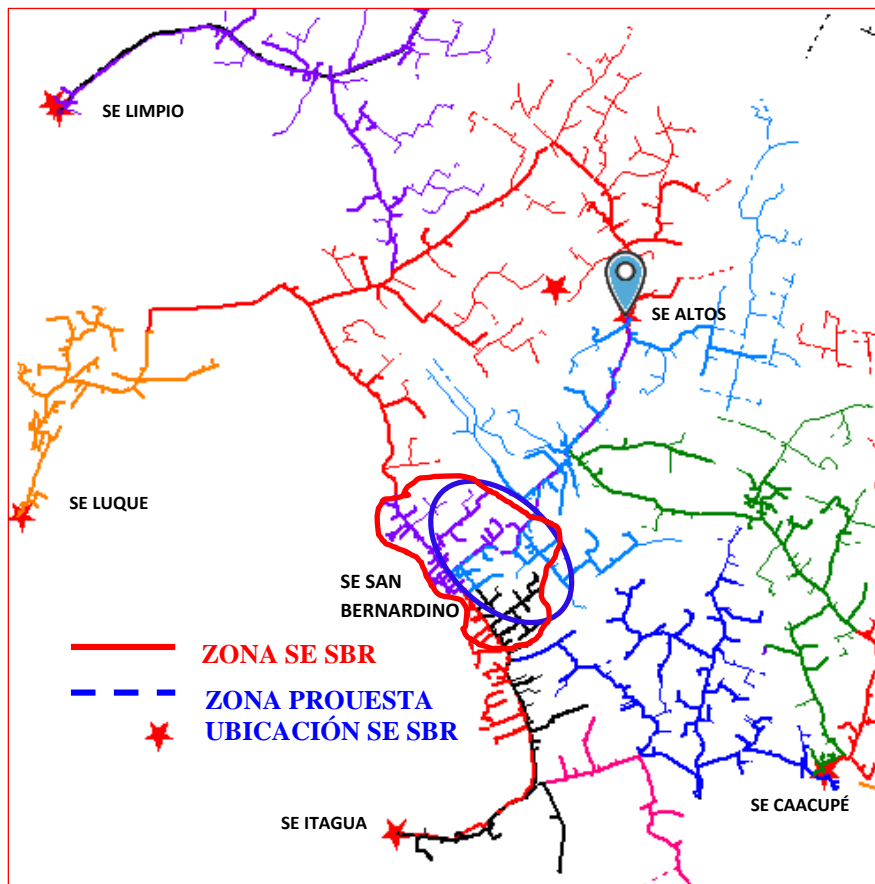 SE LIMPIO
SE ALTOS
SE LUQUE
SE SAN
BERNARDINO
ZONA SE SBR
ZONA PROUESTA
UBICACIÓN SE SBR
SE CAACUPÉ
SE ITAGUA